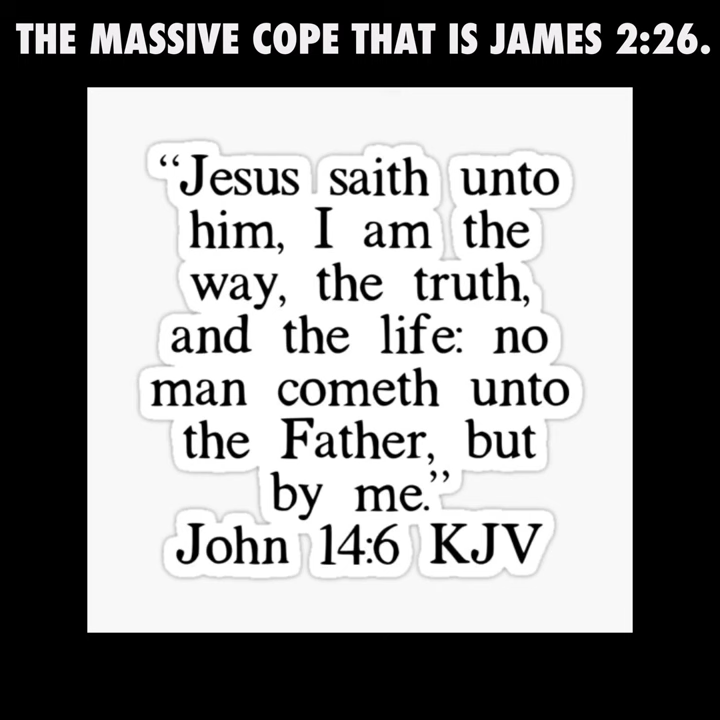 THE MASSIVE COPE THAT IS JAMES 2:26.
“Jesus saith unto
him, I am the
way, the truth,
and the life: no
man cometh unto
the Father, but
by me.”
John 14:6 KJV